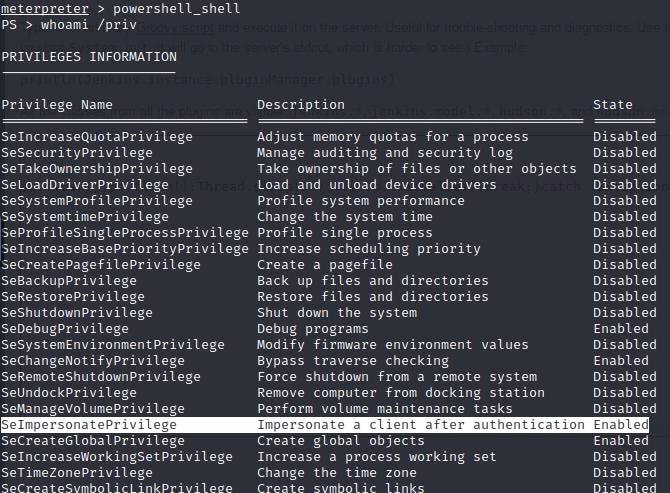 meterpreter > powershell_shell
PS > whoami /priv
PRIVILEGES INFORMATION
----------------------
Privilege Name Description State
=============================== ========================================= ========
SeIncreaseQuotaPrivilege Adjust memory quotas for a process Disabled
SeSecurityPrivilege Manage auditing and security log Disabled
SeTakeOwnershipPrivilege Take ownership of files or other objects Disabled
SeLoadDriverPrivilege Load and unload device drivers Disabled
SeSystemProfilePrivilege Profile system performance Disabled
SeSystemtimePrivilege Change the system time Disabled
SeProfileSingleProcessPrivilege Profile single process Disabled
SeIncreaseBasePriorityPrivilege Increase scheduling priority Disabled
SeCreatePagefilePrivilege Create a pagefile Disabled
SeBackupPrivilege Back up files and directories Disabled
SeRestorePrivilege Restore files and directories Disabled
SeShutdownPrivilege Shut down the system Disabled
SeDebugPrivilege Debug programs Enabled
SeSystemEnvironmentPrivilege Modify firmware environment values Disabled
SeChangeNotifyPrivilege Bypass traverse checking Enabled
SeRemoteShutdownPrivilege Force shutdown from a remote system Disabled
SeUndockPrivilege Remove computer from docking station Disabled
SeManageVolumePrivilege Perform volume maintenance tasks Disabled
SeImpersonatePrivilege Impersonate a client after authentication Enabled
SeCreateGlobalPrivilege Create global objects Enabled
SeIncreaseWorkingSetPrivilege Increase a process working set Disabled
SeTimeZonePrivilege Change the time zone Disabled
SeCreateSymbolicLinkPrivilege Create symbolic links Disabled